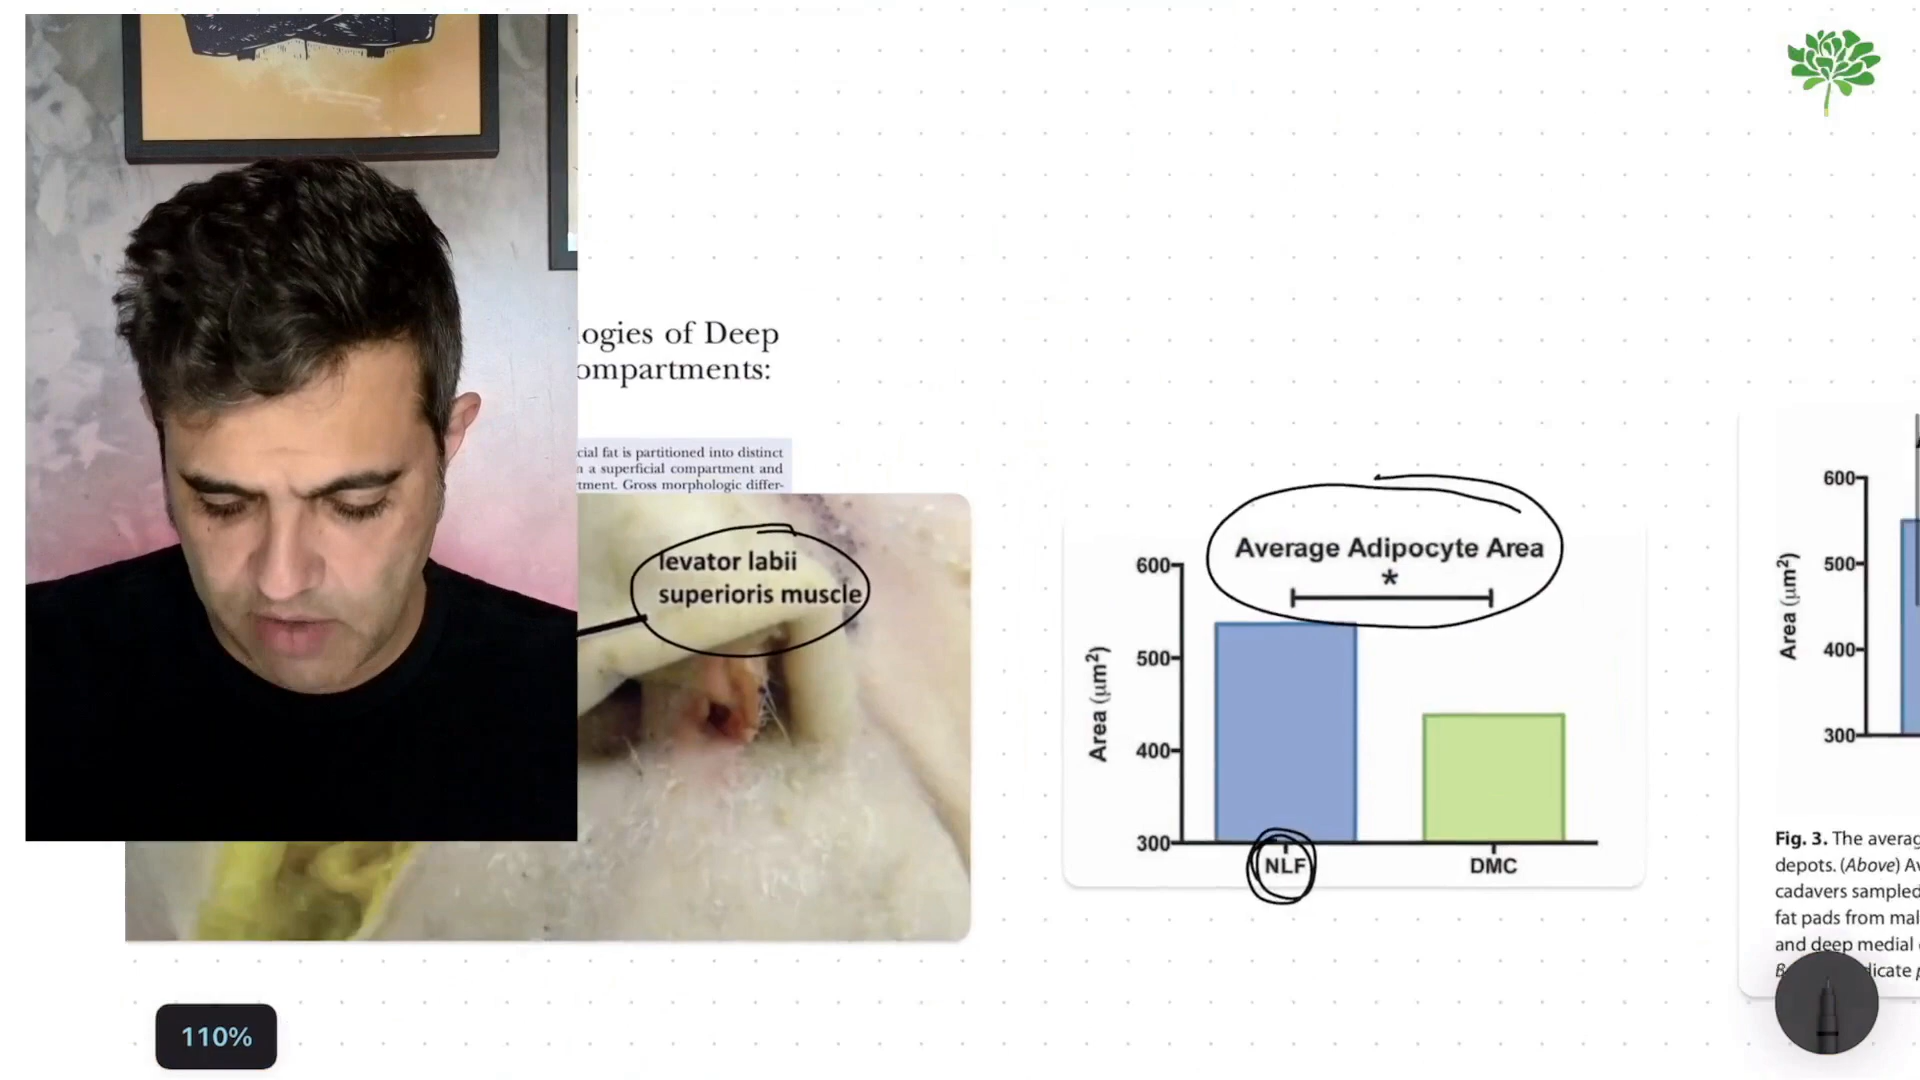 logies of Deep
ompartments:
cial fat is partitioned into distinct
a superficial compartment and
tment. Gross morphologic differ-
levator labii
superioris muscle
Average Adipocyte Area
*
600
500
400
300
Area (μm²)
NLF
DMC
600
500
400
300
Area (μm²)
Fig. 3. The averag
depots. (Above) Av
cadavers sampled
fat pads from mal
and deep medial
dicate p
110%